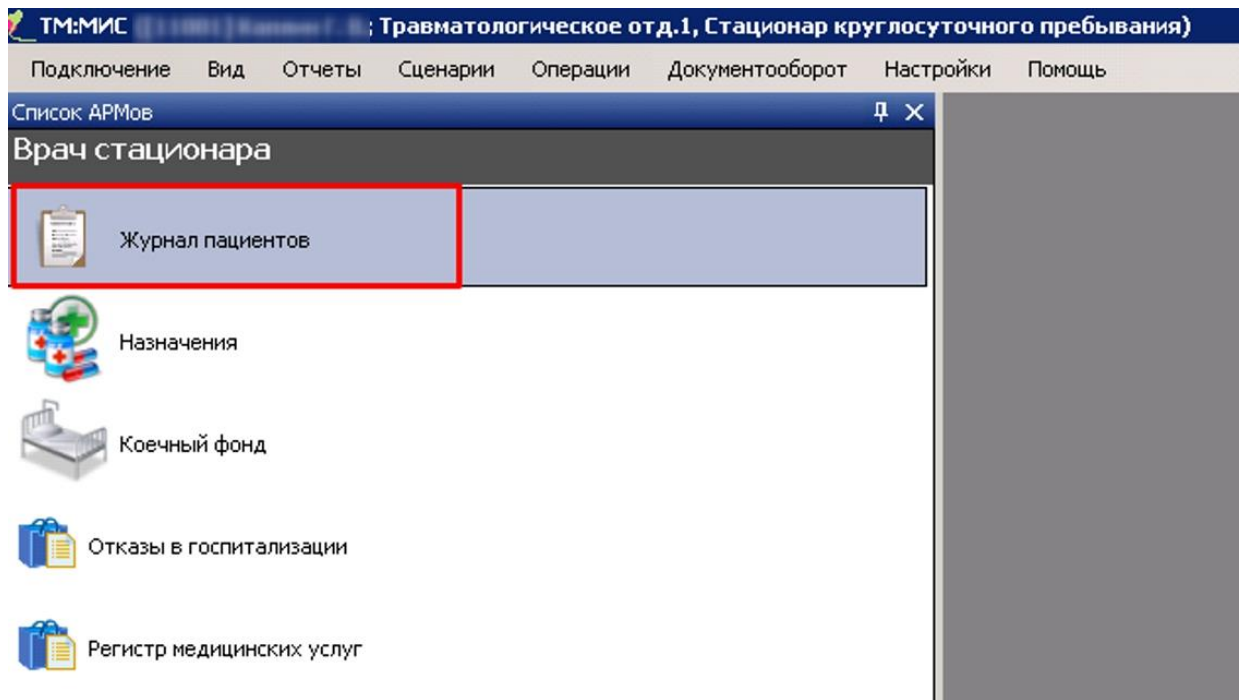 ТМ:МИС ; Травматологическое отд.1, Стационар круглосуточного пребывания)
Подключение Вид Отчеты Сценарии Операции Документооборот Настройки Помощь
Список АРМов
Врач стационара
Журнал пациентов
Назначения
Коечный фонд
Отказы в госпитализации
Регистр медицинских услуг